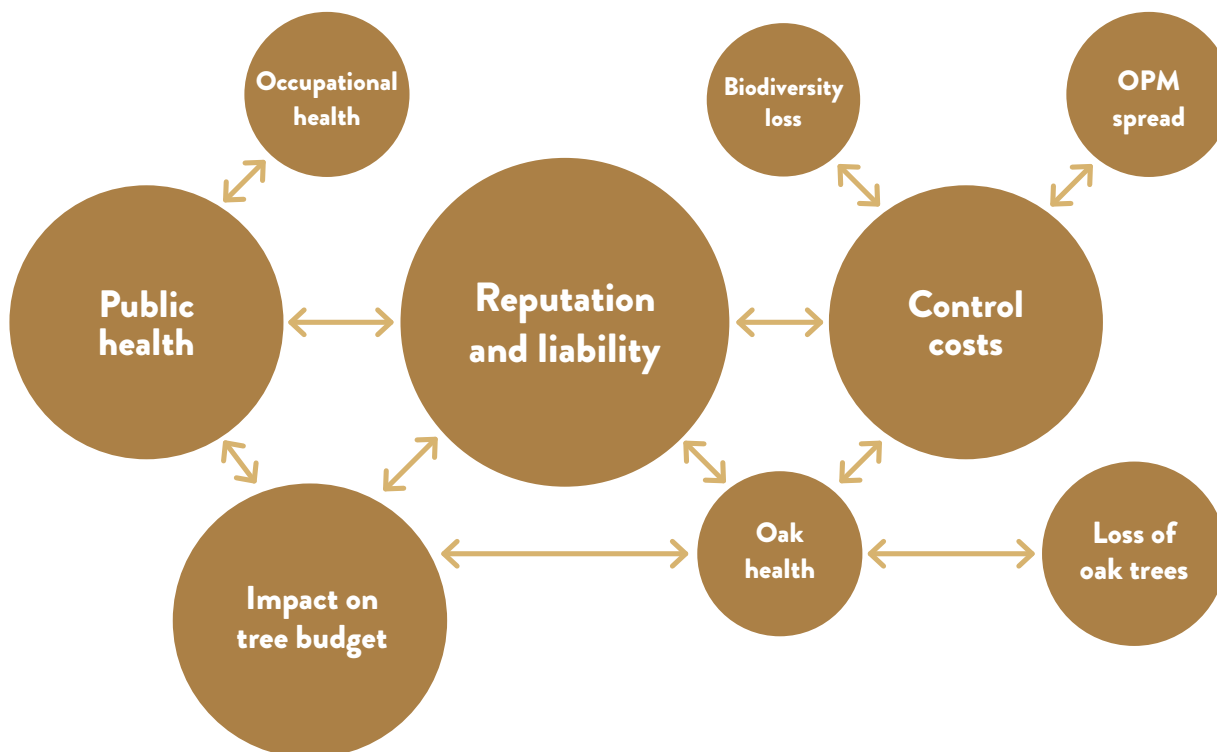 Occupational
health
Biodiversity
loss
OPM
spread
Public
health
Reputation
and liability
Control
costs
Impact on
tree budget
Oak
health
Loss of
oak trees